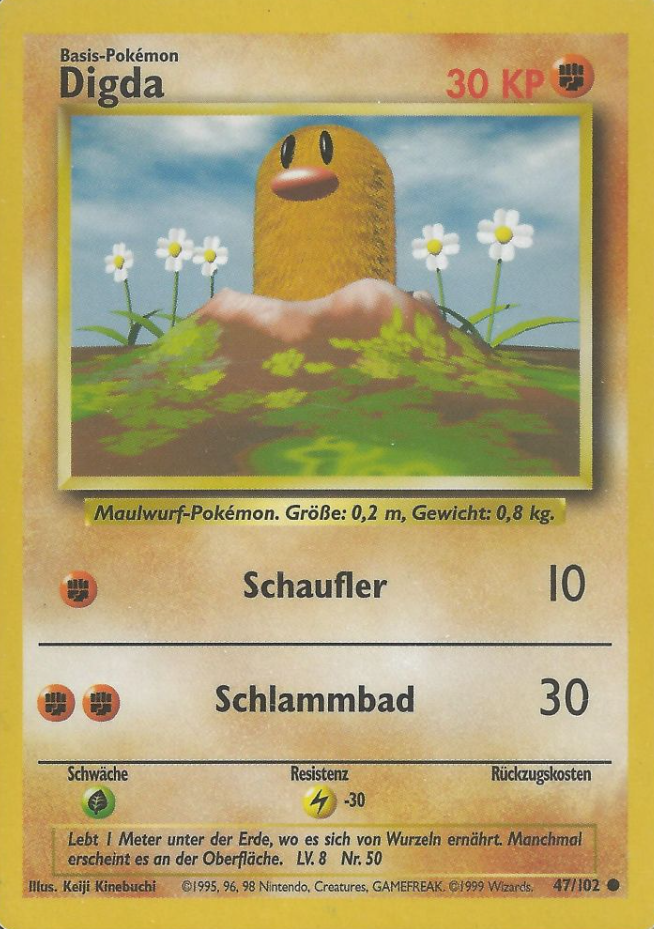 Basis-Pokémon
Digda
30 KP
Maulwurf-Pokémon. Größe: 0,2 m, Gewicht: 0,8 kg.
Schaufler 10
Schlammbad 30
Schwäche Resistenz Rückzugskosten
-30
Lebt 1 Meter unter der Erde, wo es sich von Wurzeln ernährt. Manchmal
erscheint es an der Oberfläche. LV. 8 Nr. 50
Illus. Keiji Kinebuchi ©1995, 96, 98 Nintendo, Creatures, GAMEFREAK. ©1999 Wizards. 47/102